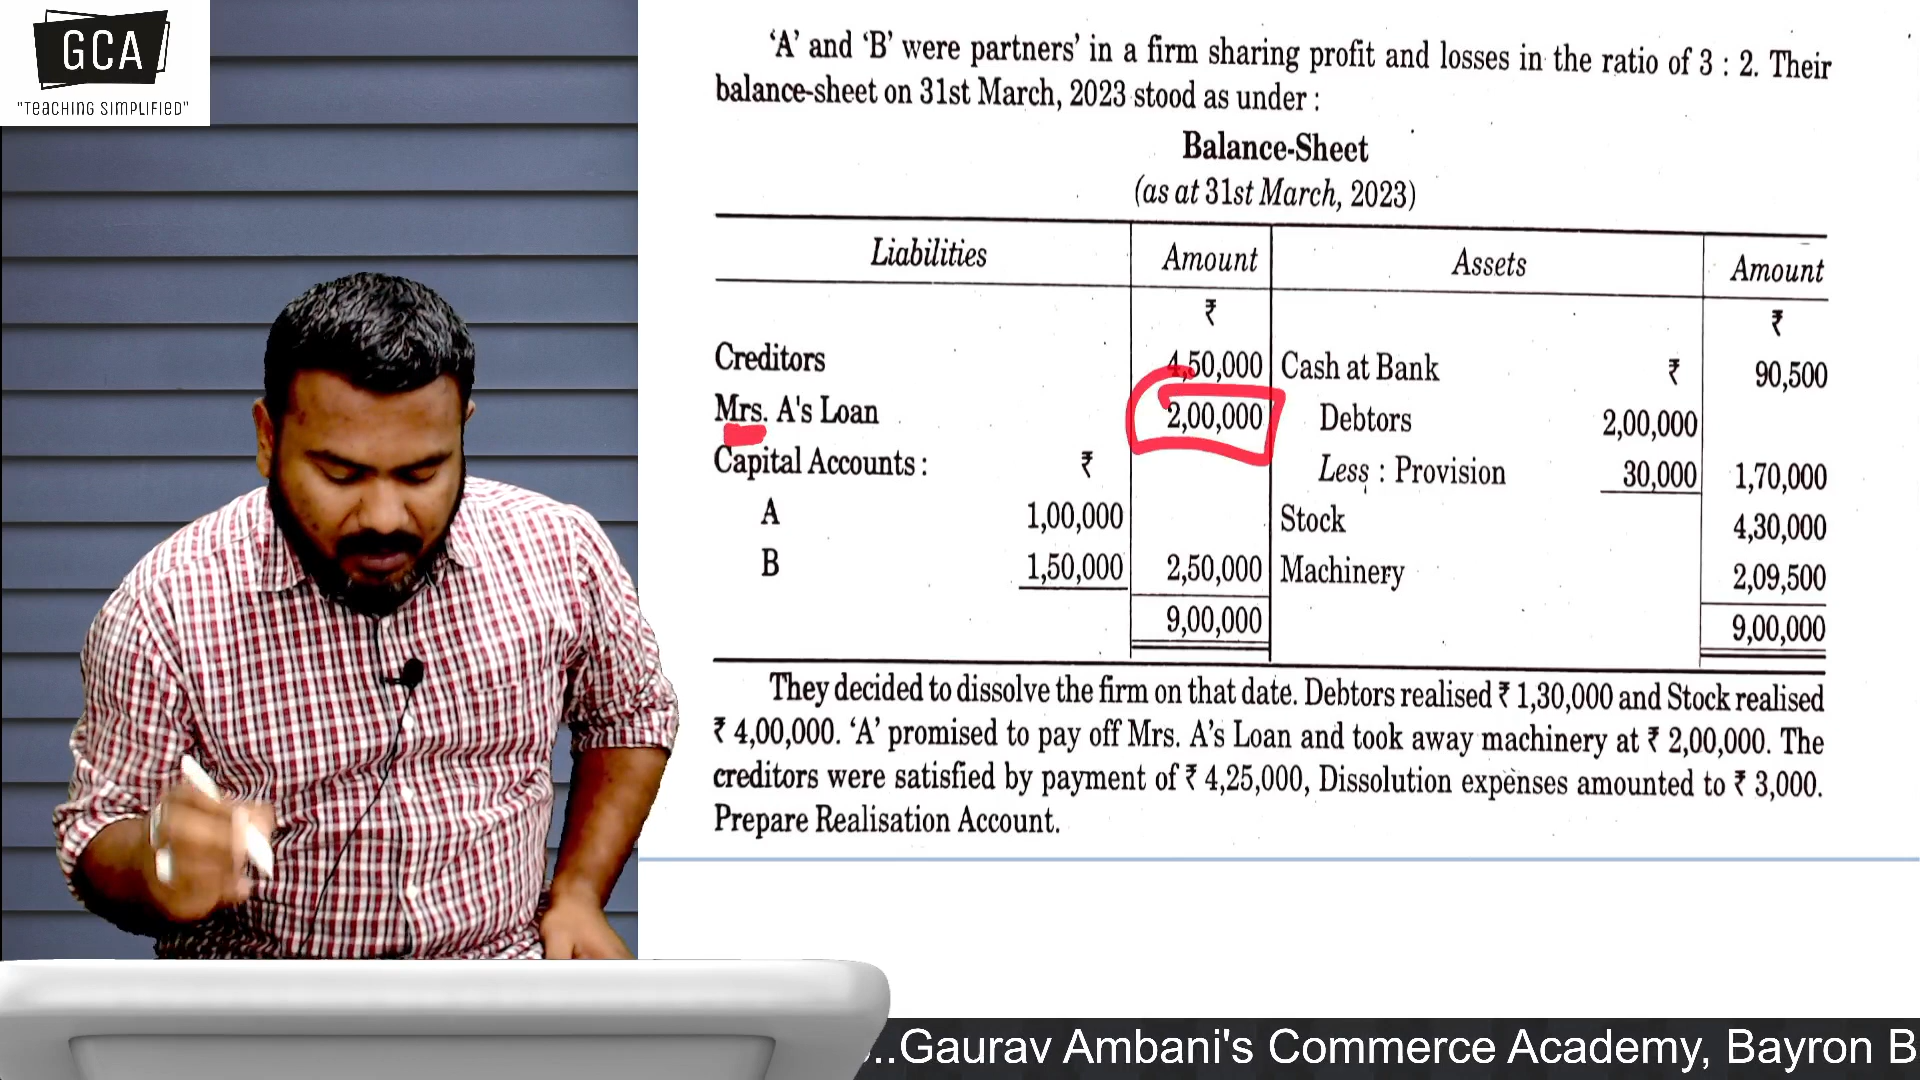 GCA
"TEACHING SIMPLIFIED"
‘A’ and ‘B’ were partners’ in a firm sharing profit and losses in the ratio of 3 : 2. Their
balance-sheet on 31st March, 2023 stood as under :
Balance-Sheet
(as at 31st March, 2023)
Liabilities Amount Assets Amount
₹ ₹
Creditors 4,50,000 Cash at Bank ₹ 90,500
Mrs. A's Loan 2,00,000 Debtors 2,00,000
Capital Accounts : ₹ Less : Provision 30,000 1,70,000
A 1,00,000 Stock 4,30,000
B 1,50,000 2,50,000 Machinery 2,09,500
9,00,000 9,00,000
They decided to dissolve the firm on that date. Debtors realised ₹ 1,30,000 and Stock realised
₹ 4,00,000. ‘A’ promised to pay off Mrs. A’s Loan and took away machinery at ₹ 2,00,000. The
creditors were satisfied by payment of ₹ 4,25,000, Dissolution expenses amounted to ₹ 3,000.
Prepare Realisation Account.
..Gaurav Ambani's Commerce Academy, Bayron B